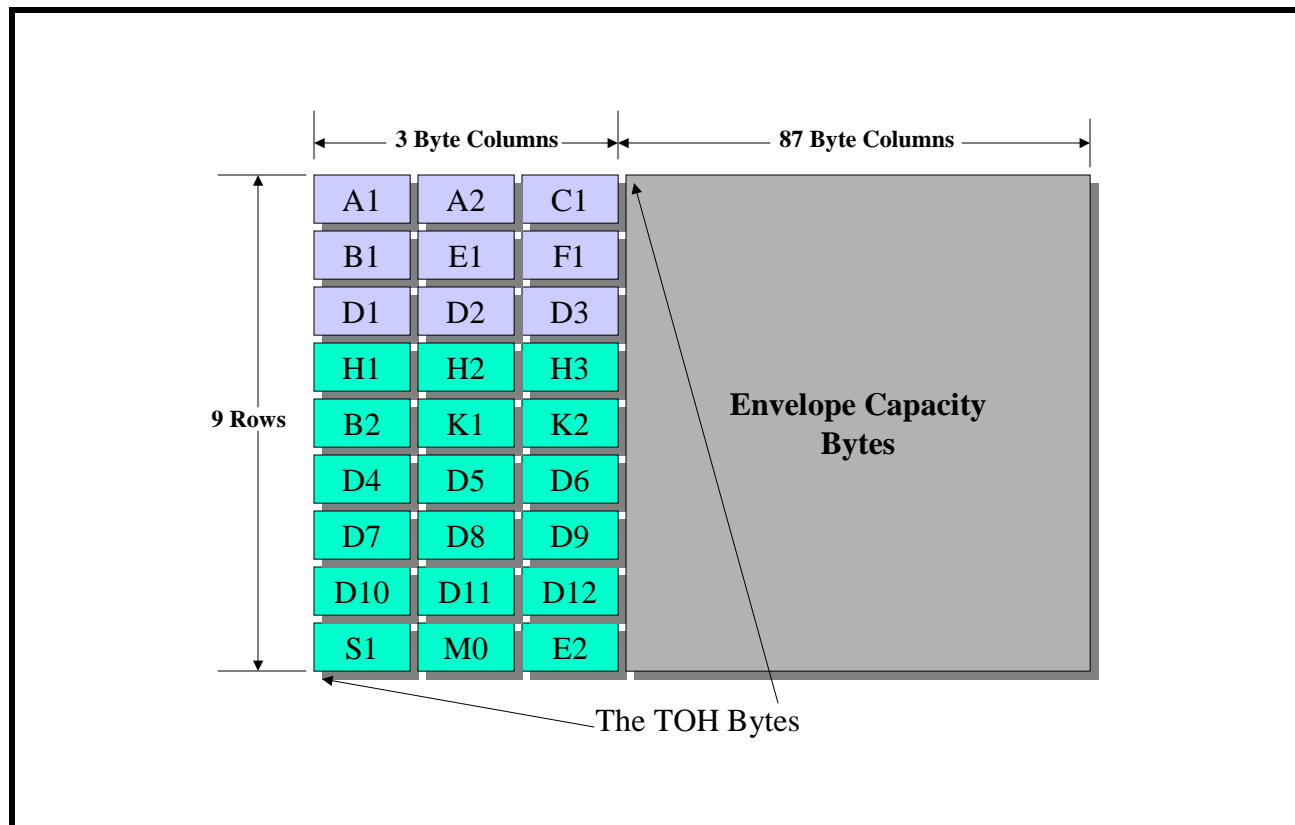 3 Byte Columns
87 Byte Columns
A1 A2 C1
B1 E1 F1
D1 D2 D3
H1 H2 H3
9 Rows
B2 K1 K2
Envelope Capacity
Bytes
D4 D5 D6
D7 D8 D9
D10 D11 D12
S1 M0 E2
The TOH Bytes